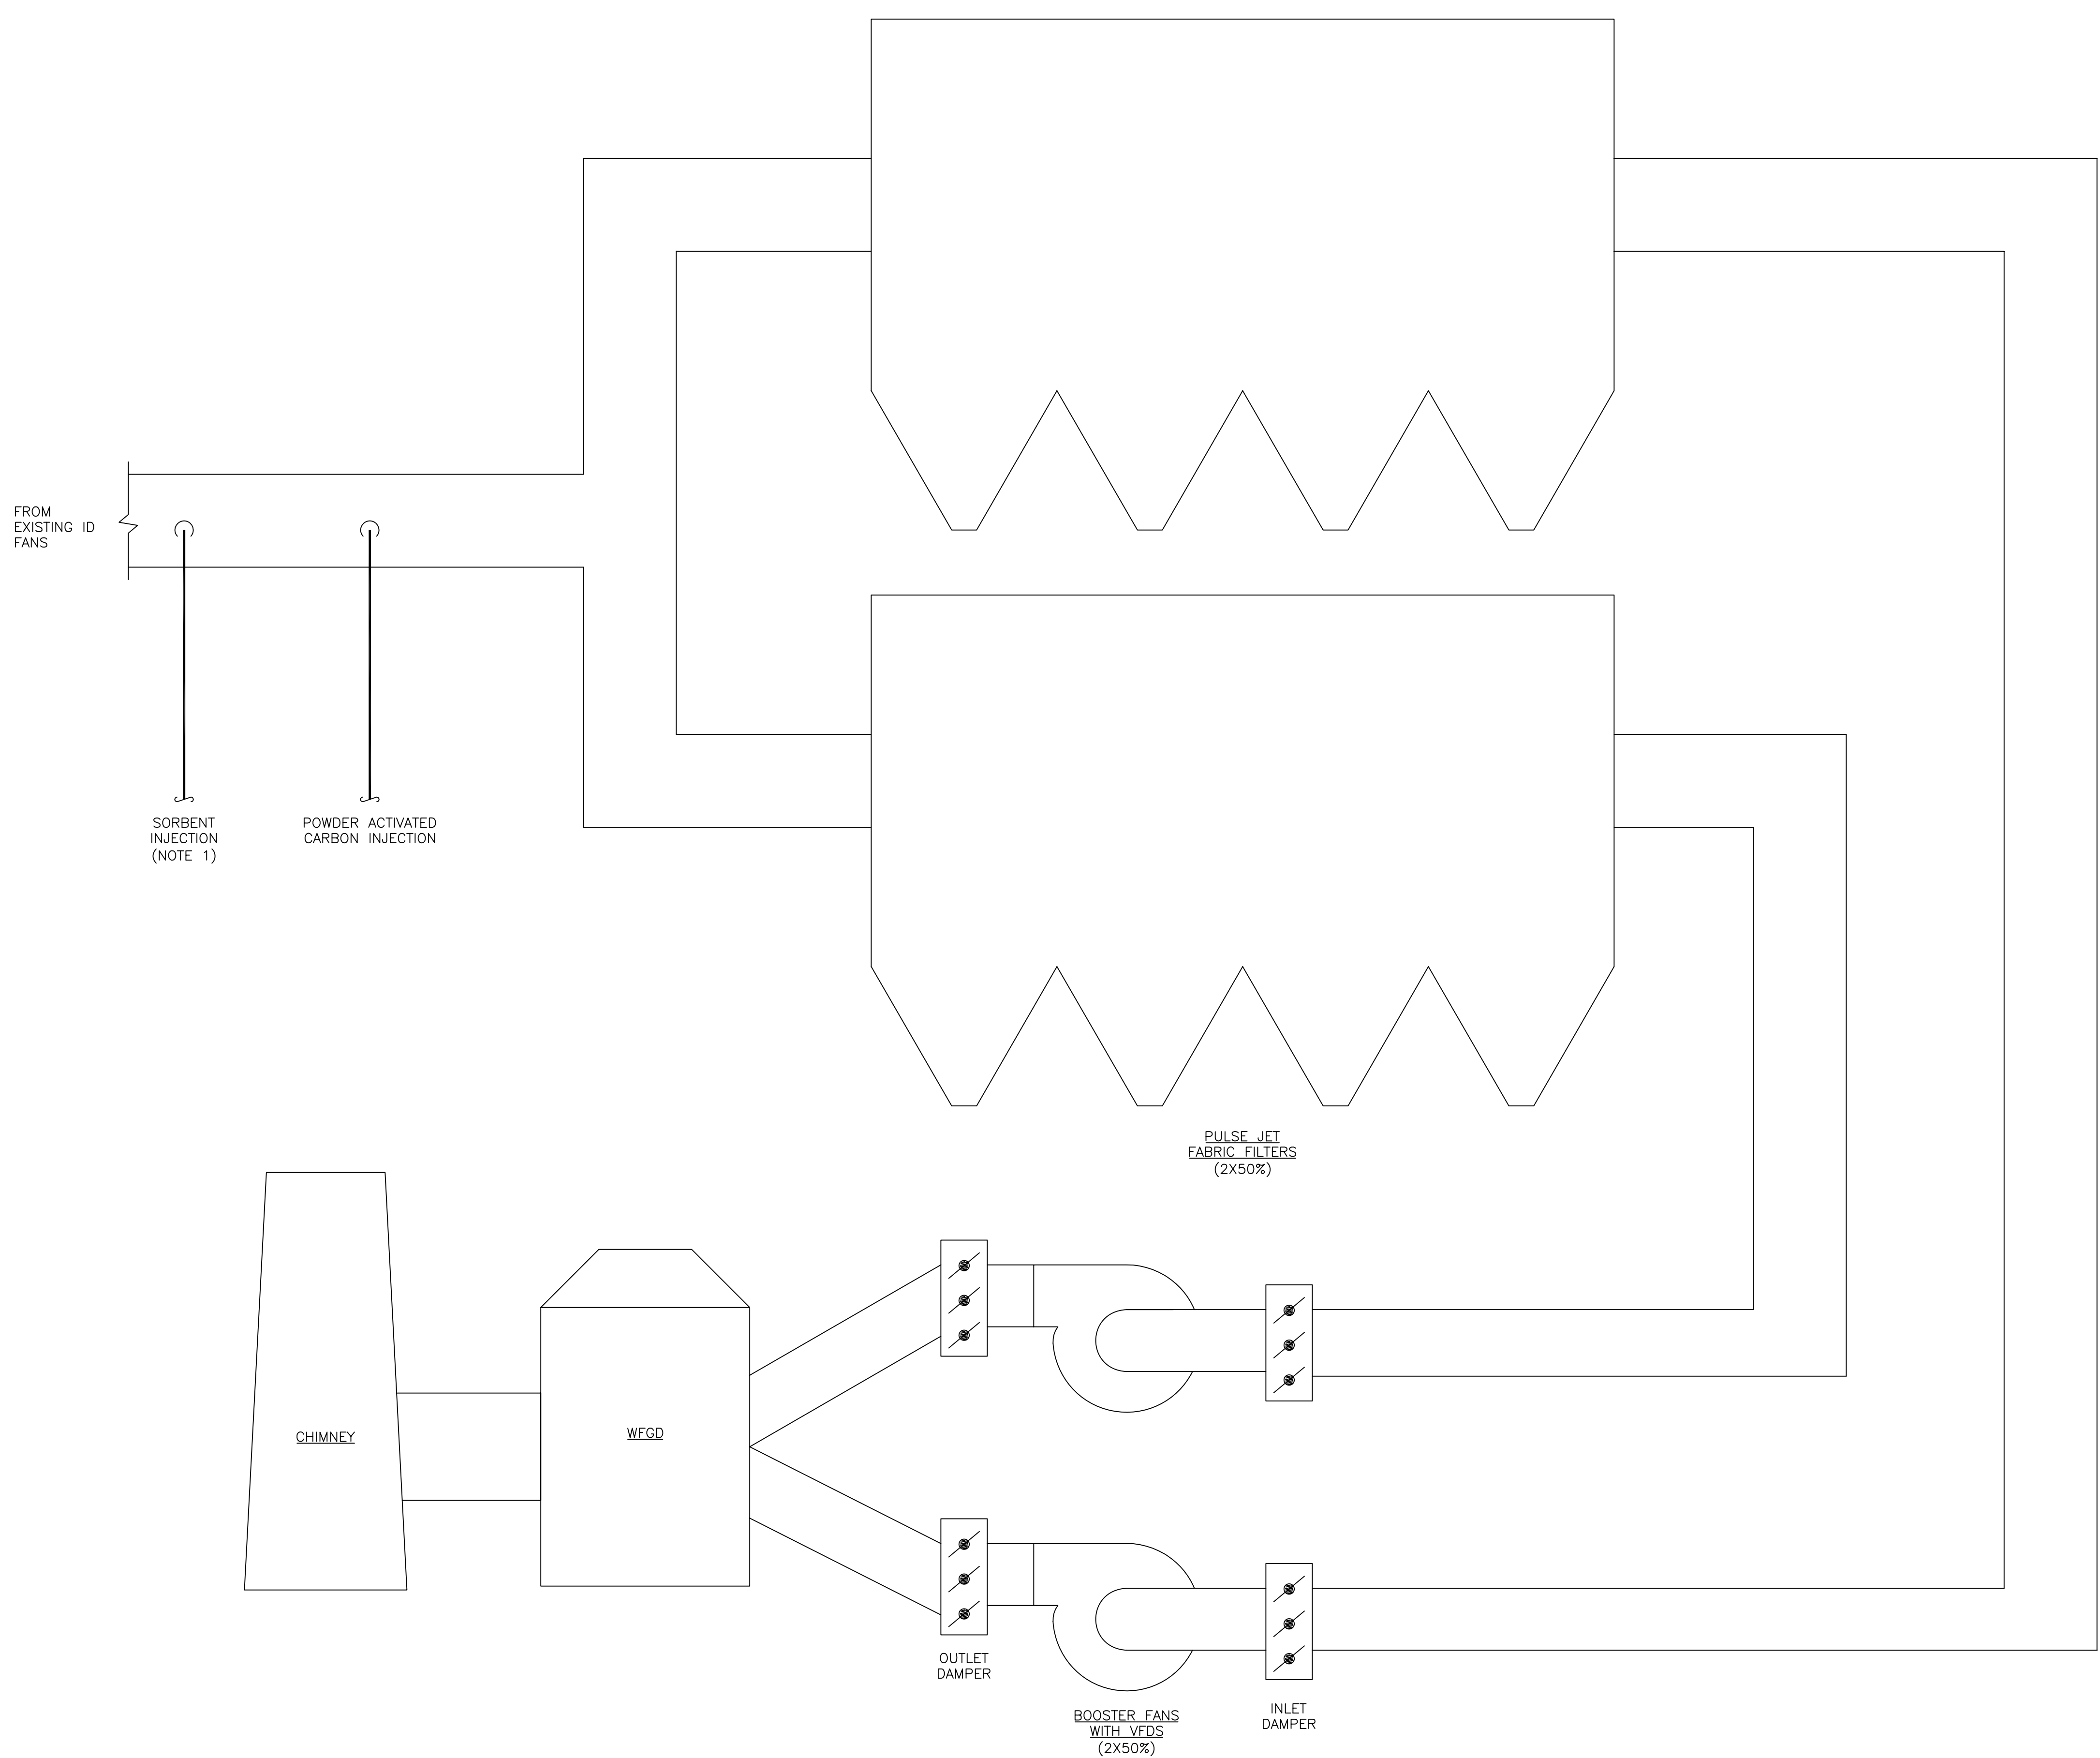 FROM
EXISTING ID
FANS
SORBENT
INJECTION
(NOTE 1)
POWDER ACTIVATED
CARBON INJECTION
PULSE JET
FABRIC FILTERS
(2X50%)
CHIMNEY
WFGD
OUTLET
DAMPER
BOOSTER FANS
WITH VFDS
(2X50%)
INLET
DAMPER